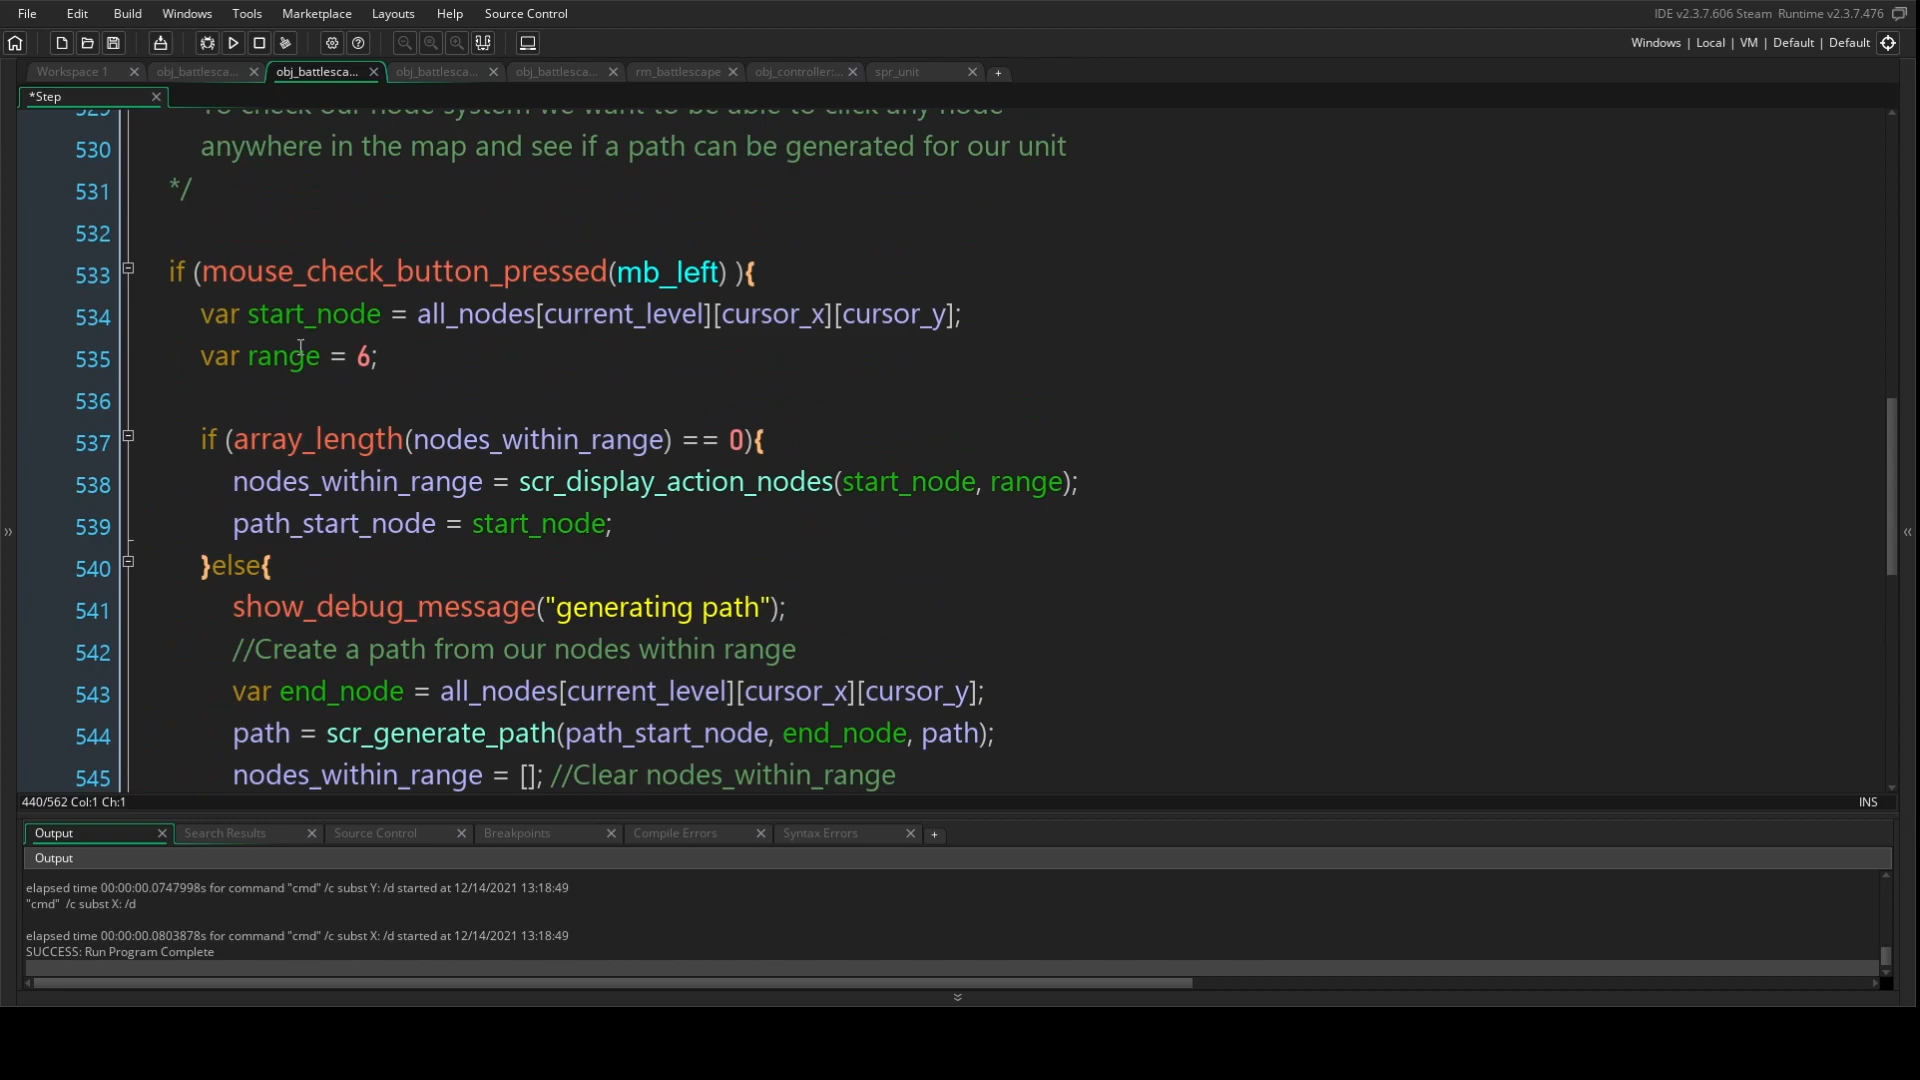 File Edit Build Windows Tools Marketplace Layouts Help Source Control
IDE v2.3.7.606 Steam Runtime v2.3.7.476
Windows | Local | VM | Default | Default
Workspace 1 obj_battlesca... obj_battlesca... obj_battlesca... obj_battlesca... rm_battlescape obj_controller:... spr_unit +
*Step
529 To check our node system we want to be able to click any node
530 anywhere in the map and see if a path can be generated for our unit
531 */
532
533 if (mouse_check_button_pressed(mb_left) ){
534 var start_node = all_nodes[current_level][cursor_x][cursor_y];
535 var range = 6;
536
537 if (array_length(nodes_within_range) == 0){
538 nodes_within_range = scr_display_action_nodes(start_node, range);
539 path_start_node = start_node;
540 }else{
541 show_debug_message("generating path");
542 //Create a path from our nodes within range
543 var end_node = all_nodes[current_level][cursor_x][cursor_y];
544 path = scr_generate_path(path_start_node, end_node, path);
545 nodes_within_range = []; //Clear nodes_within_range
440/562 Col:1 Ch:1 INS
Output Search Results Source Control Breakpoints Compile Errors Syntax Errors +
Output
elapsed time 00:00:00.0747998s for command "cmd" /c subst Y: /d started at 12/14/2021 13:18:49
"cmd" /c subst X: /d
elapsed time 00:00:00.0803878s for command "cmd" /c subst X: /d started at 12/14/2021 13:18:49
SUCCESS: Run Program Complete